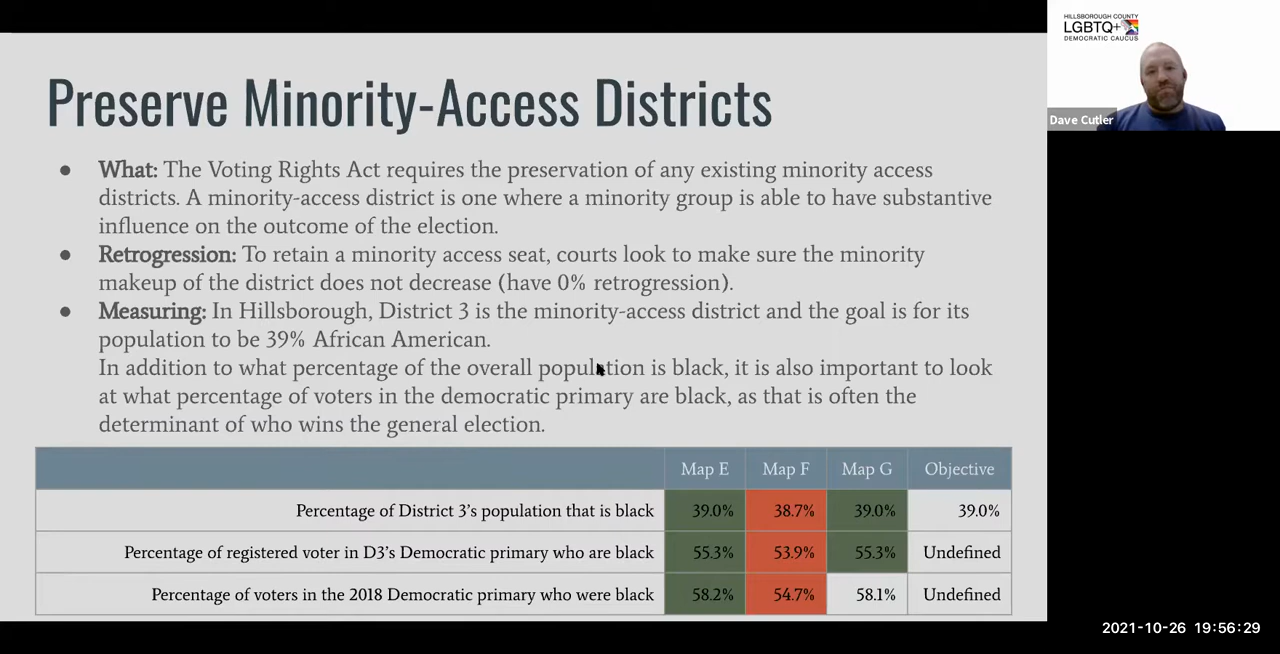 Preserve Minority-Access Districts
● What: The Voting Rights Act requires the preservation of any existing minority access
districts. A minority-access district is one where a minority group is able to have substantive
influence on the outcome of the election.
● Retrogression: To retain a minority access seat, courts look to make sure the minority
makeup of the district does not decrease (have 0% retrogression).
● Measuring: In Hillsborough, District 3 is the minority-access district and the goal is for its
population to be 39% African American.
In addition to what percentage of the overall population is black, it is also important to look
at what percentage of voters in the democratic primary are black, as that is often the
determinant of who wins the general election.
Map E Map F Map G Objective
Percentage of District 3's population that is black 39.0% 38.7% 39.0% 39.0%
Percentage of registered voter in D3's Democratic primary who are black 55.3% 53.9% 55.3% Undefined
Percentage of voters in the 2018 Democratic primary who were black 58.2% 54.7% 58.1% Undefined
HILLSBOROUGH COUNTY
LGBTQ+
DEMOCRATIC CAUCUS
Dave Cutler
2021-10-26 19:56:29